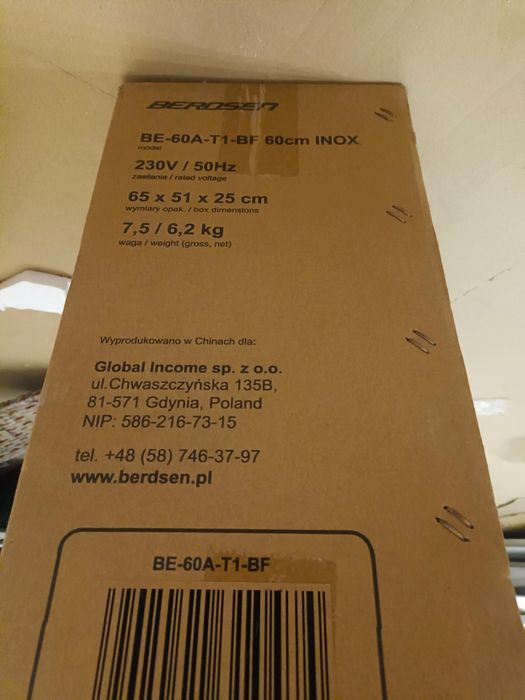 BERDSEN
BE-60A-T1-BF 60cm INOX
model
230V / 50Hz
zasilanie / rated voltage
65 x 51 x 25 cm
wymiary opak. / box dimensions
7,5 / 6,2 kg
waga / weight (gross, net)
Wyprodukowano w Chinach dla:
Global Income sp. z o.o.
ul.Chwaszczyńska 135B,
81-571 Gdynia, Poland
NIP: 586-216-73-15
tel. +48 (58) 746-37-97
www.berdsen.pl
BE-60A-T1-BF